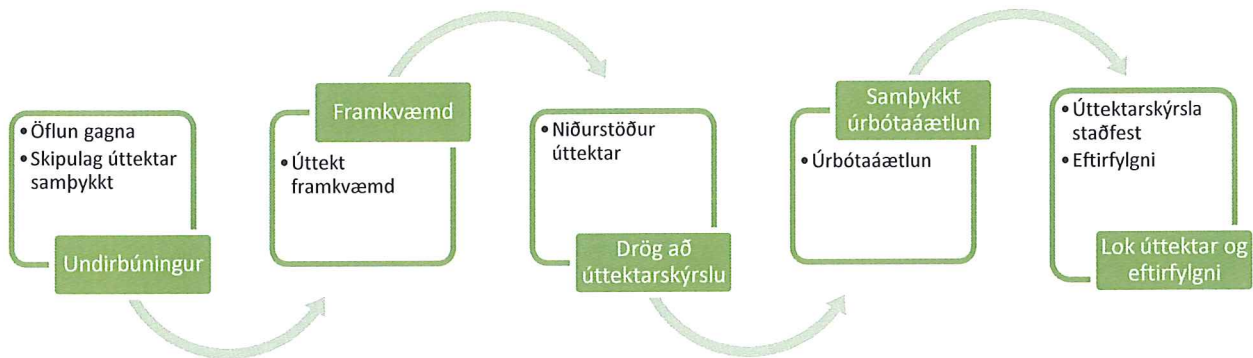 • Öflun gagna
• Skipulag úttektar
samþykkt
Undirbúningur
Framkvæmd
• Úttekt
framkvæmd
• Niðurstöður
úttektar
Drög að
úttektarskýrslu
Samþykkt
úrbótaáætlun
• Úrbótaáætlun
• Úttektarskýrsla
staðfest
• Eftirfylgni
Lok úttektar og
eftirfylgni